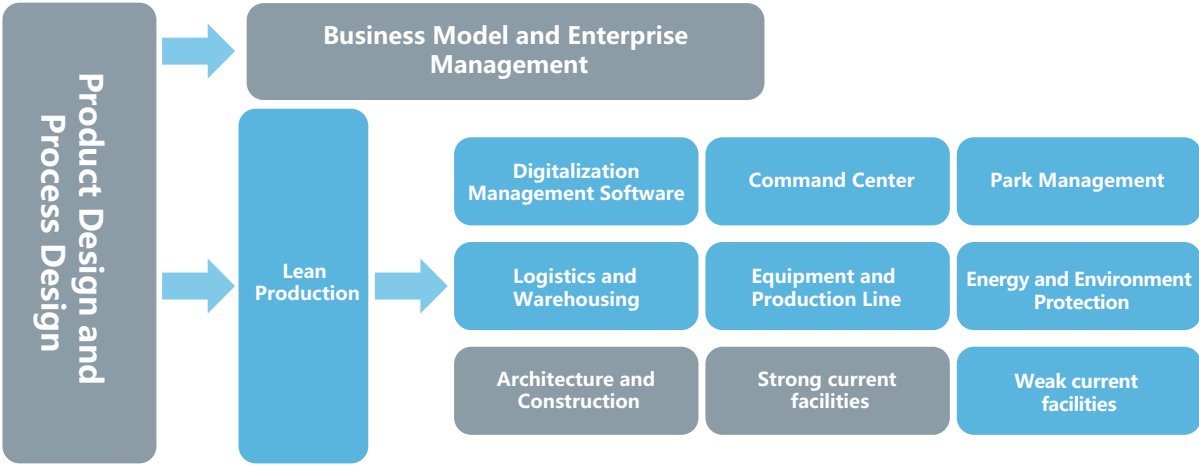 Product Design and
Process Design
Business Model and Enterprise
Management
Lean
Production
Digitalization
Management Software
Command Center
Park Management
Logistics and
Warehousing
Equipment and
Production Line
Energy and Environment
Protection
Architecture and
Construction
Strong current
facilities
Weak current
facilities